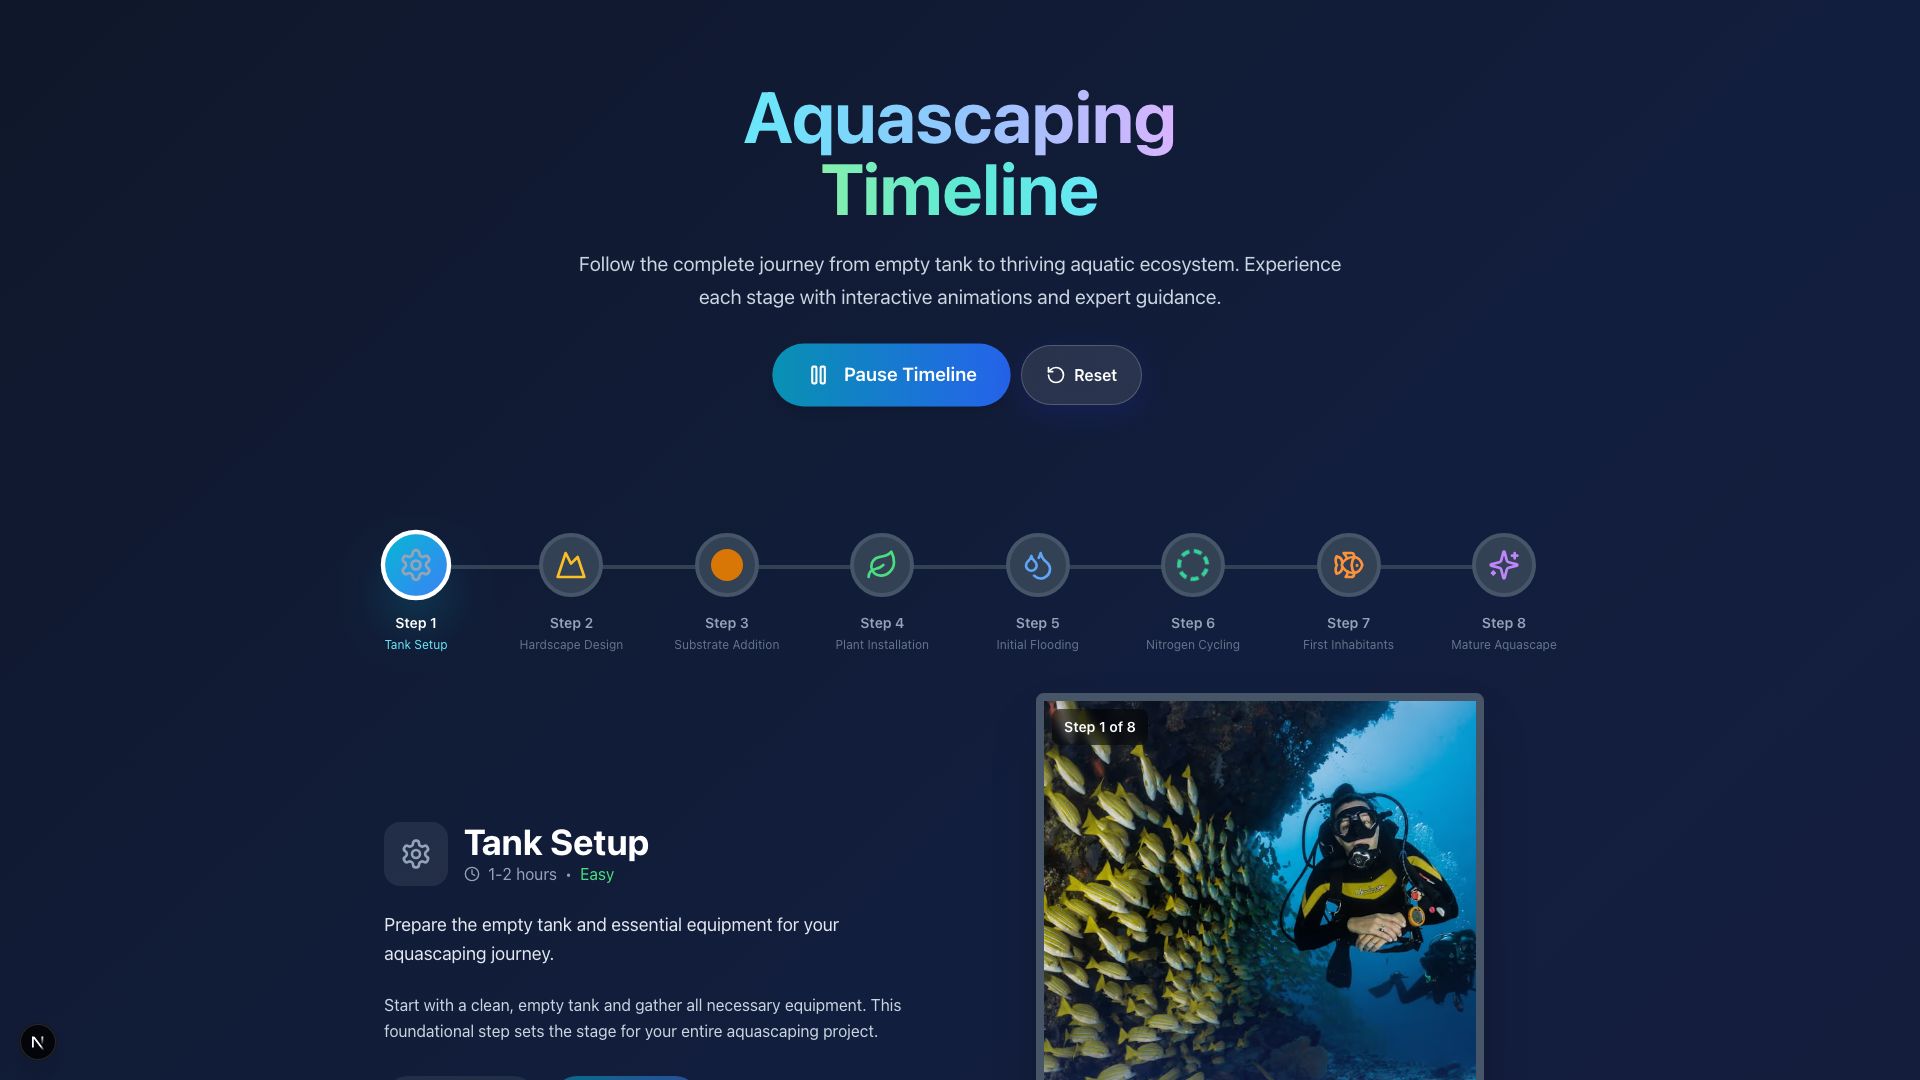 Aquascaping
Timeline
Follow the complete journey from empty tank to thriving aquatic ecosystem. Experience
each stage with interactive animations and expert guidance.
Pause Timeline
Reset
Step 1
Tank Setup
Step 2
Hardscape Design
Step 3
Substrate Addition
Step 4
Plant Installation
Step 5
Initial Flooding
Step 6
Nitrogen Cycling
Step 7
First Inhabitants
Step 8
Mature Aquascape
Step 1 of 8
Tank Setup
1-2 hours • Easy
Prepare the empty tank and essential equipment for your
aquascaping journey.
Start with a clean, empty tank and gather all necessary equipment. This
foundational step sets the stage for your entire aquascaping project.
N